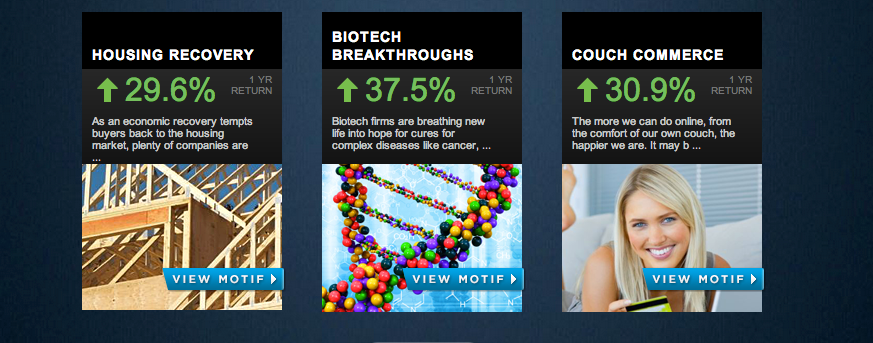 HOUSING RECOVERY
29.6%
1 YR
RETURN
As an economic recovery tempts
buyers back to the housing
market, plenty of companies are
...
VIEW MOTIF
BIOTECH
BREAKTHROUGHS
37.5%
1 YR
RETURN
Biotech firms are breathing new
life into hope for cures for
complex diseases like cancer, ...
VIEW MOTIF
COUCH COMMERCE
30.9%
1 YR
RETURN
The more we can do online, from
the comfort of our own couch, the
happier we are. It may b ...
VIEW MOTIF